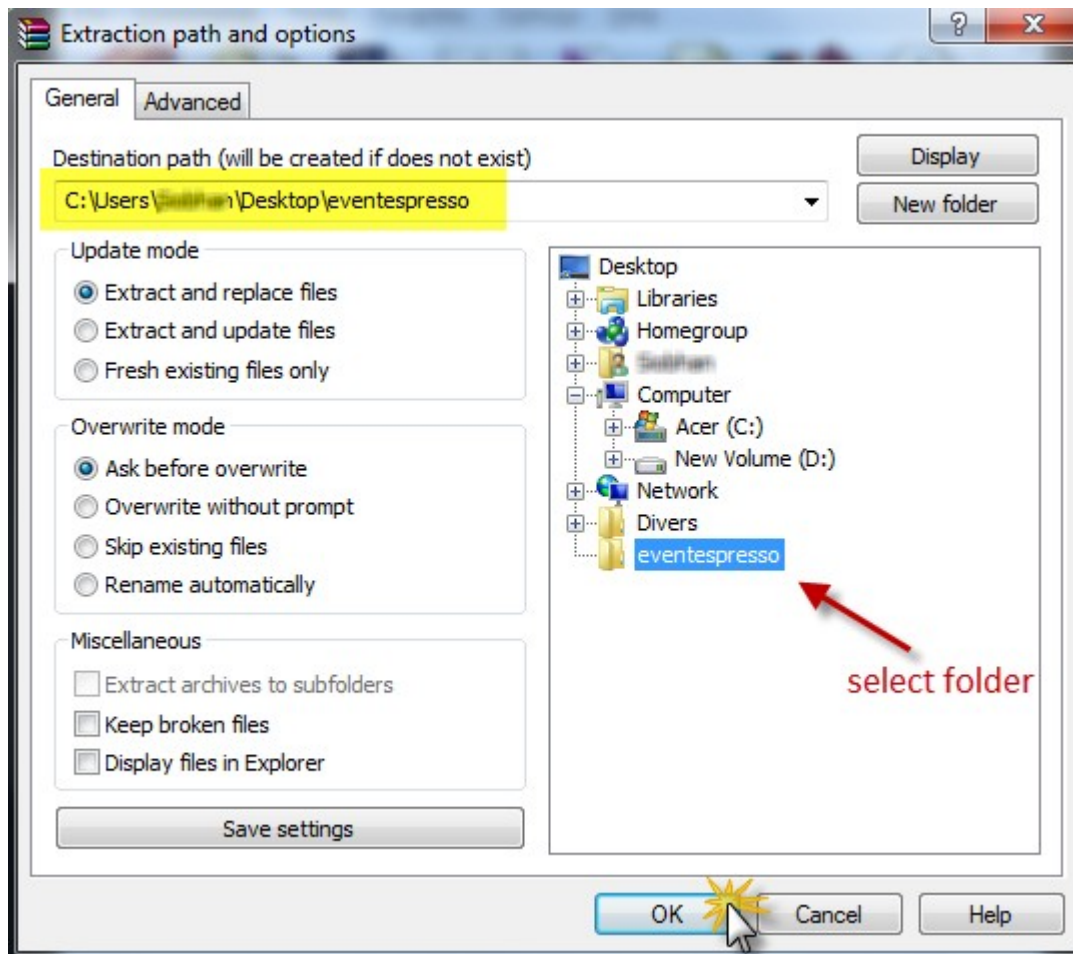 Extraction path and options
General
Advanced
Destination path (will be created if does not exist)
Display
C:\Users\ \Desktop\eventespresso
New folder
Update mode
Extract and replace files
Extract and update files
Fresh existing files only
Overwrite mode
Ask before overwrite
Overwrite without prompt
Skip existing files
Rename automatically
Miscellaneous
Extract archives to subfolders
Keep broken files
Display files in Explorer
Save settings
Desktop
Libraries
Homegroup
Computer
Acer (C:)
New Volume (D:)
Network
Divers
eventespresso
select folder
OK
Cancel
Help